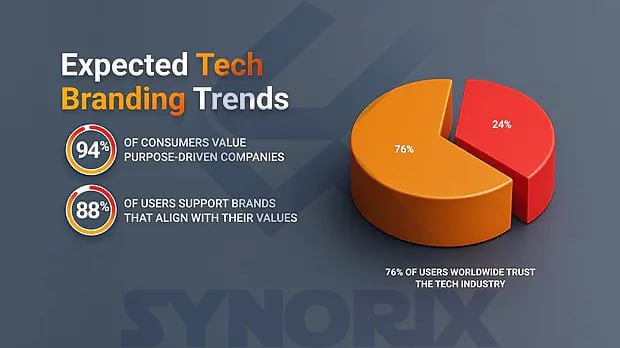 Expected Tech
Branding Trends
94%
OF CONSUMERS VALUE
PURPOSE-DRIVEN COMPANIES
88%
OF USERS SUPPORT BRANDS
THAT ALIGN WITH THEIR VALUES
76%
24%
76% OF USERS WORLDWIDE TRUST
THE TECH INDUSTRY
SYNORIX